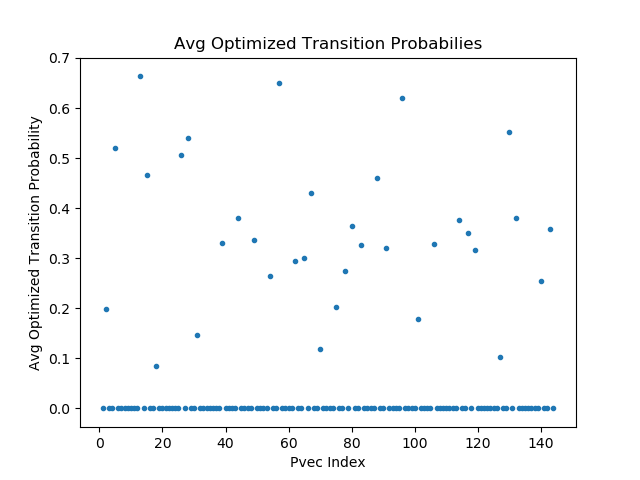 Avg Optimized Transition Probabilies
0.7
0.6
0.5
0.4
0.3
0.2
0.1
0.0
Avg Optimized Transition Probability
0 20 40 60 80 100 120 140
Pvec Index